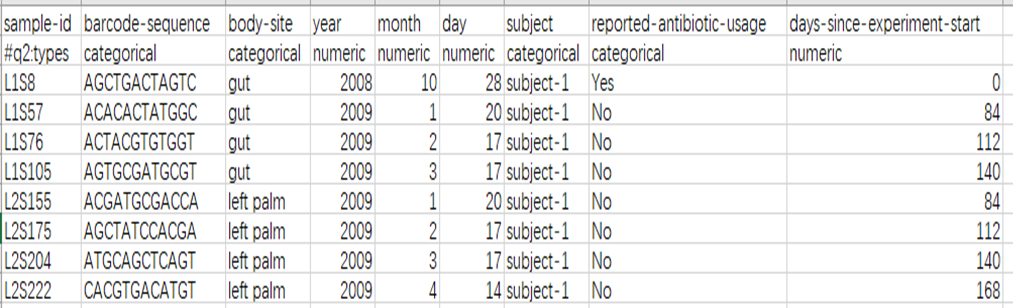 sample-id barcode-sequence body-site year month day subject reported-antibiotic-usage days-since-experiment-start
#q2:types categorical categorical numeric numeric numeric categorical categorical numeric
L1S8 AGCTGACTAGTC gut 2008 10 28 subject-1 Yes 0
L1S57 ACACACTATGGC gut 2009 1 20 subject-1 No 84
L1S76 ACTACGTGTGGT gut 2009 2 17 subject-1 No 112
L1S105 AGTGCGATGCGT gut 2009 3 17 subject-1 No 140
L2S155 ACGATGCGACCA left palm 2009 1 20 subject-1 No 84
L2S175 AGCTATCCACGA left palm 2009 2 17 subject-1 No 112
L2S204 ATGCAGCTCAGT left palm 2009 3 17 subject-1 No 140
L2S222 CACGTGACATGT left palm 2009 4 14 subject-1 No 168